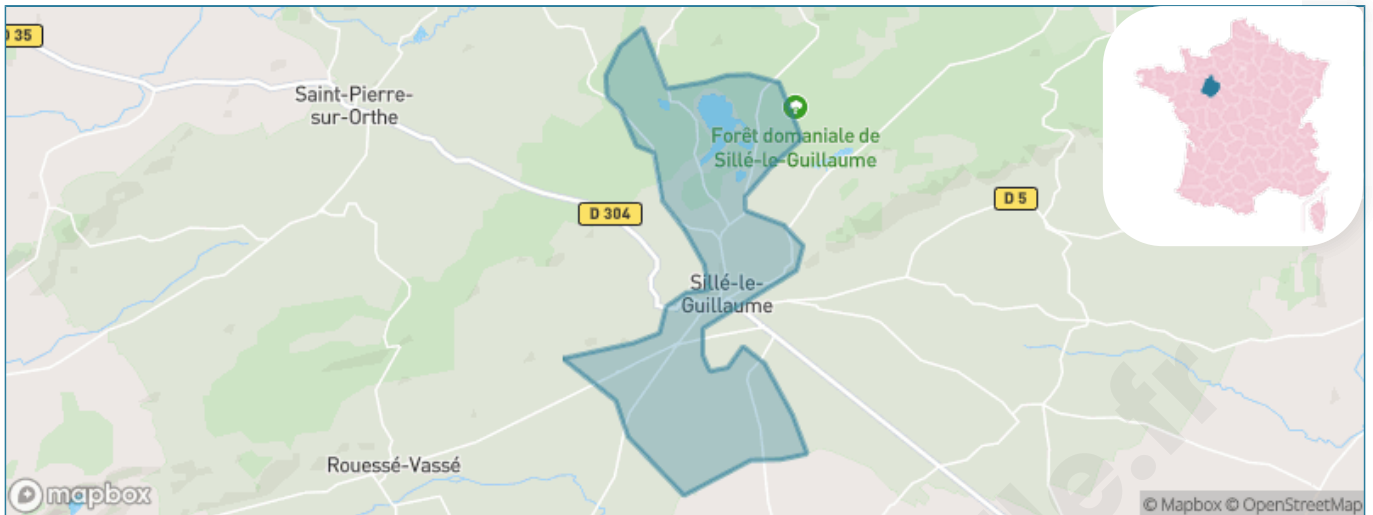 D 35
Saint-Pierre-
sur-Orthe
Forêt domaniale de
Sillé-le-Guillaume
D 304
D 5
Sillé-le-
Guillaume
Rouessé-Vassé
mapbox
© Mapbox © OpenStreetMap